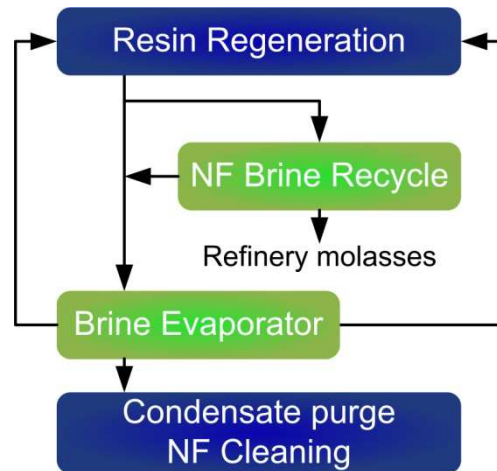 Resin Regeneration
NF Brine Recycle
Refinery molasses
Brine Evaporator
Condensate purge
NF Cleaning